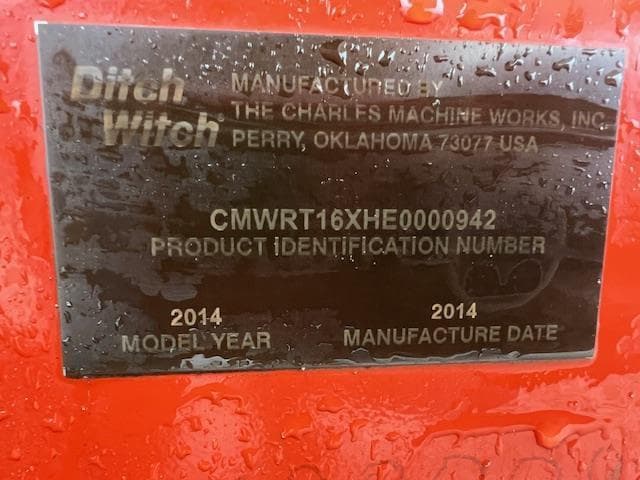 Ditch
Witch®
MANUFACTURED BY
THE CHARLES MACHINE WORKS, INC.
PERRY, OKLAHOMA 73077 USA
CMWRT16XHE0000942
PRODUCT IDENTIFICATION NUMBER
2014
MODEL YEAR
2014
MANUFACTURE DATE